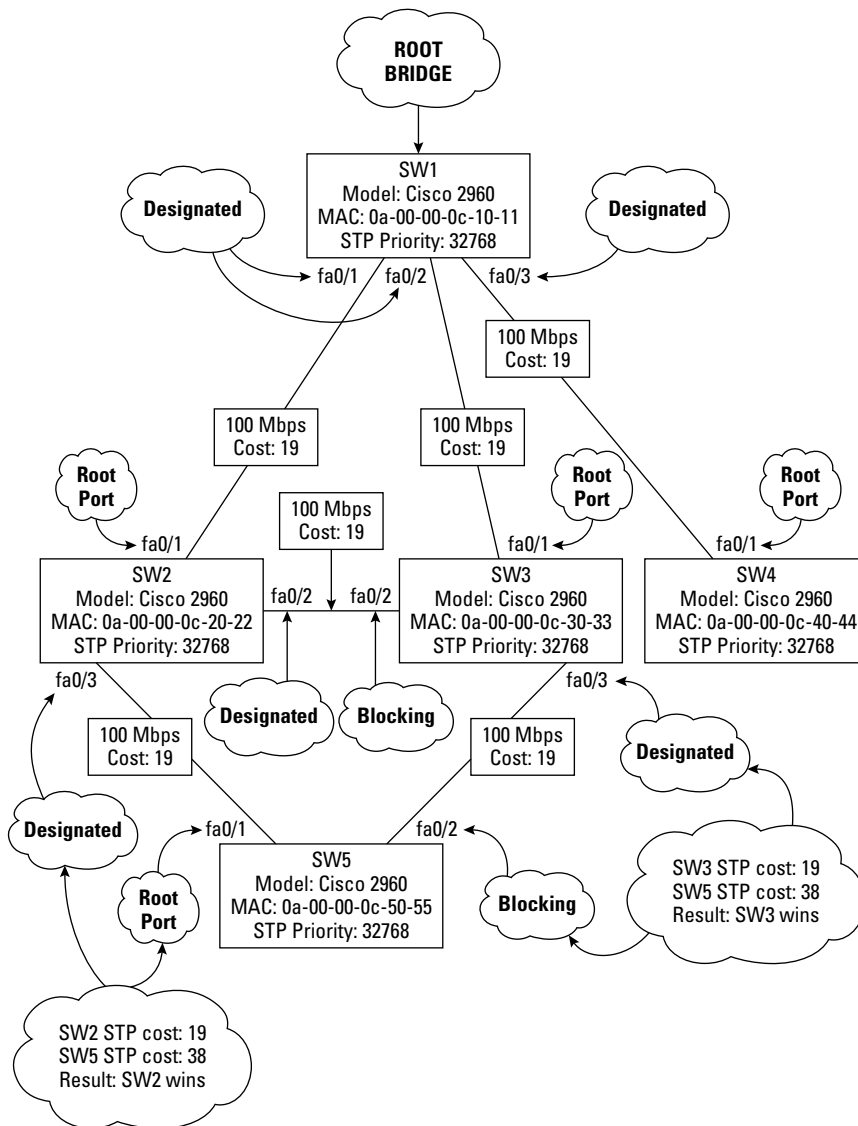 ROOT
BRIDGE
SW1
Model: Cisco 2960
MAC: 0a-00-00-0c-10-11
STP Priority: 32768
Designated
Designated
fa0/1
fa0/2
fa0/3
100 Mbps
Cost: 19
100 Mbps
Cost: 19
100 Mbps
Cost: 19
Root
Port
100 Mbps
Cost: 19
Root
Port
Root
Port
fa0/1
fa0/1
fa0/1
SW2
Model: Cisco 2960
MAC: 0a-00-00-0c-20-22
STP Priority: 32768
fa0/2
fa0/2
SW3
Model: Cisco 2960
MAC: 0a-00-00-0c-30-33
STP Priority: 32768
SW4
Model: Cisco 2960
MAC: 0a-00-00-0c-40-44
STP Priority: 32768
fa0/3
fa0/3
Designated
Blocking
100 Mbps
Cost: 19
100 Mbps
Cost: 19
Designated
Designated
fa0/1
fa0/2
SW5
Model: Cisco 2960
MAC: 0a-00-00-0c-50-55
STP Priority: 32768
Root
Port
Blocking
SW3 STP cost: 19
SW5 STP cost: 38
Result: SW3 wins
SW2 STP cost: 19
SW5 STP cost: 38
Result: SW2 wins